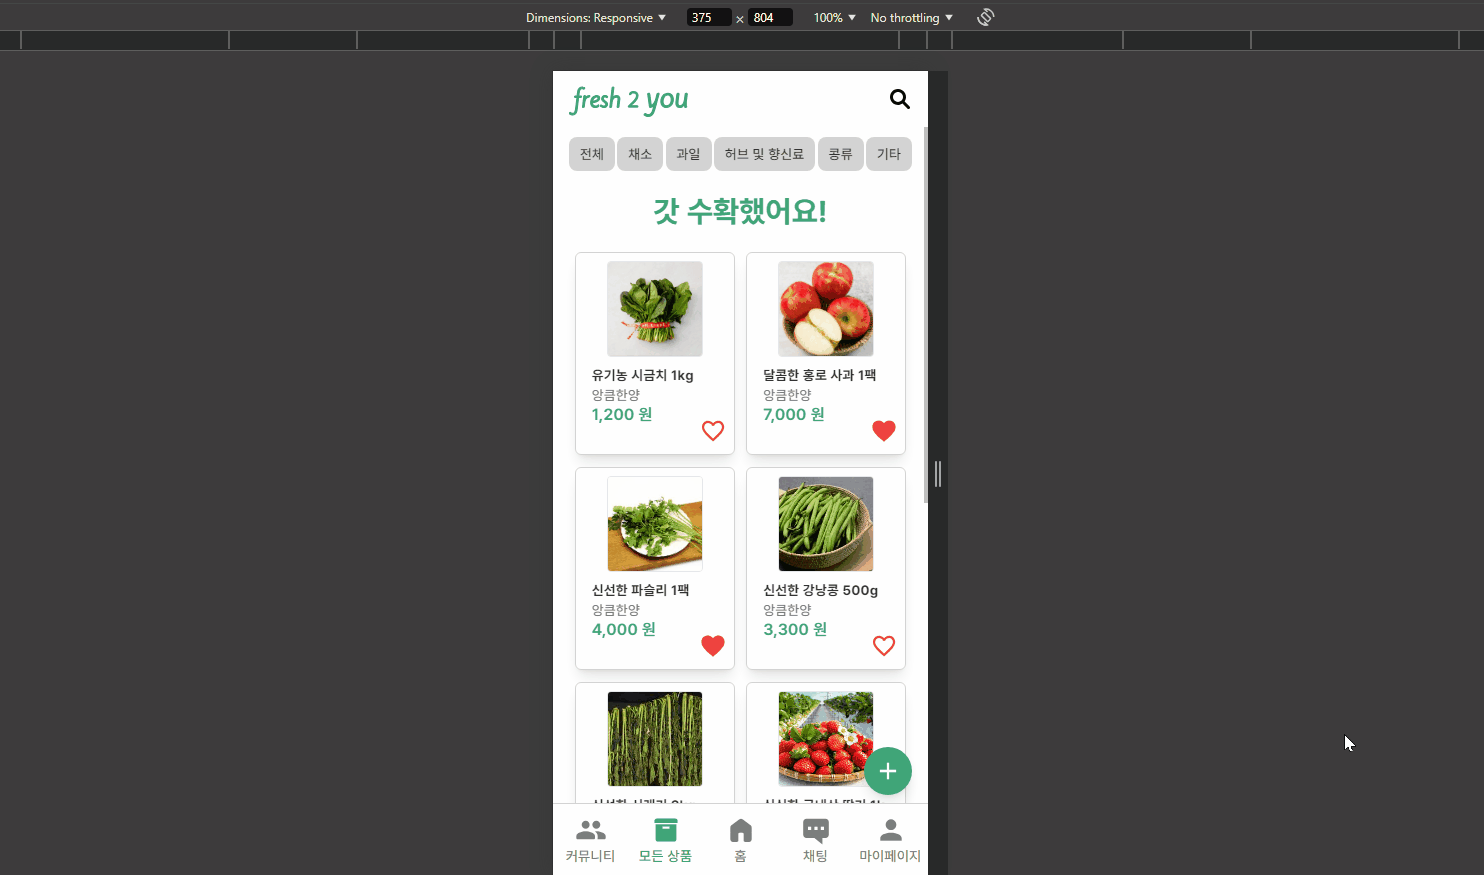 Dimensions: Responsive ▼ 375 × 804 100% ▼ No throttling ▼
fresh 2 you
전체 채소 과일 허브 및 향신료 콩류 기타
갓 수확했어요!
유기농 시금치 1kg
앙큼한양
1,200 원
달콤한 홍로 사과 1팩
앙큼한양
7,000 원
신선한 파슬리 1팩
앙큼한양
4,000 원
신선한 강낭콩 500g
앙큼한양
3,300 원
커뮤니티 모든 상품 홈 채팅 마이페이지